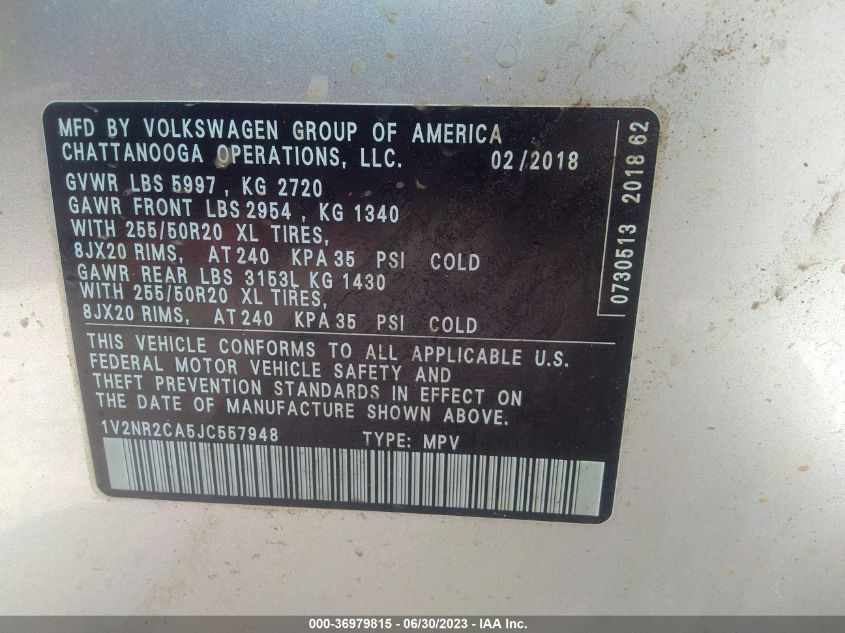 MFD BY VOLKSWAGEN GROUP OF AMERICA
CHATTANOOGA OPERATIONS, LLC. 02/2018
GVWR LBS 5997 , KG 2720
GAWR FRONT LBS 2954 , KG 1340
WITH 255/50R20 XL TIRES,
8JX20 RIMS, AT 240 KPA 35 PSI COLD
GAWR REAR LBS 3153L KG 1430
WITH 255/50R20 XL TIRES,
8JX20 RIMS, AT 240 KPA 35 PSI COLD
THIS VEHICLE CONFORMS TO ALL APPLICABLE U.S.
FEDERAL MOTOR VEHICLE SAFETY AND
THEFT PREVENTION STANDARDS IN EFFECT ON
THE DATE OF MANUFACTURE SHOWN ABOVE.
1V2NR2CA5JC557948 TYPE: MPV
0730513 2018 62
000-36979815 - 06/30/2023 - IAA Inc.